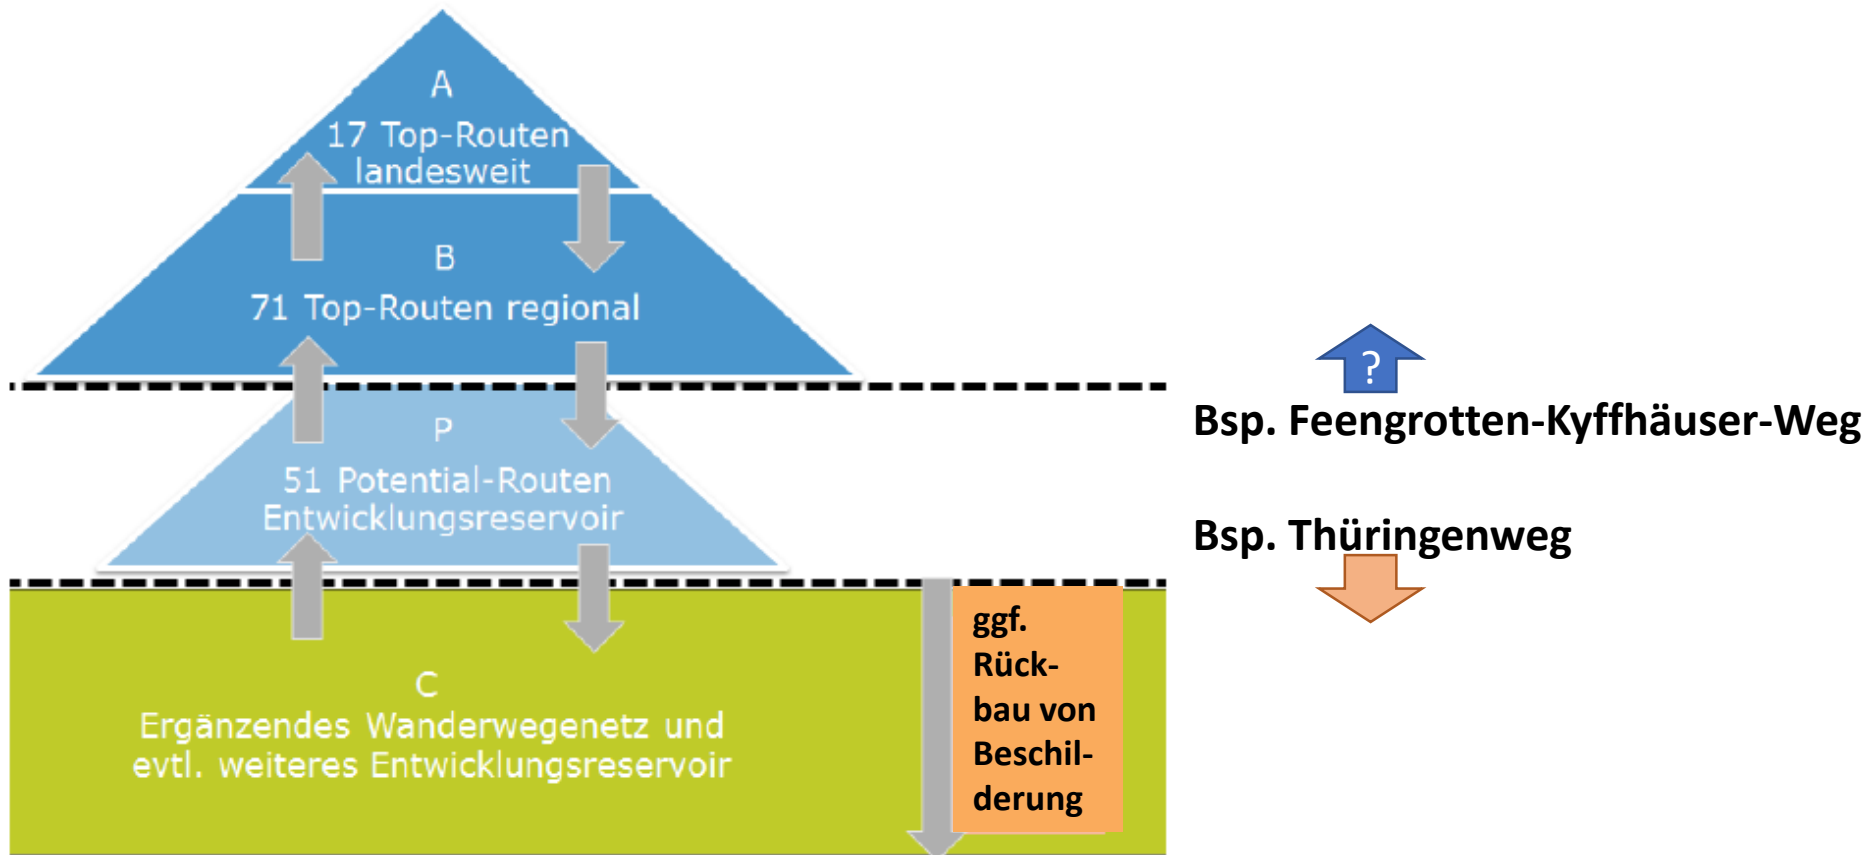 A
17 Top-Routen
landesweit
B
71 Top-Routen regional
P
51 Potential-Routen
Entwicklungsreservoir
C
Ergänzendes Wanderwegenetz und
evtl. weiteres Entwicklungsreservoir
ggf.
Rück-
bau von
Beschil-
derung
?
Bsp. Feengrotten-Kyffhäuser-Weg
Bsp. Thüringenweg